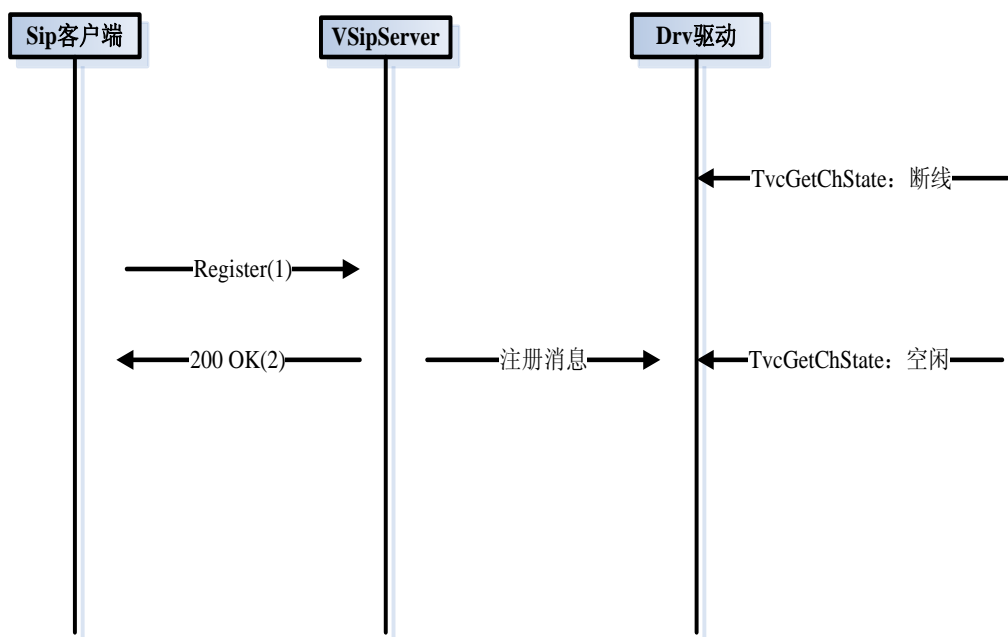 Sip客户端
VSipServer
Drv驱动
TvcGetChState：断线
Register(1)
200 OK(2)
注册消息
TvcGetChState：空闲